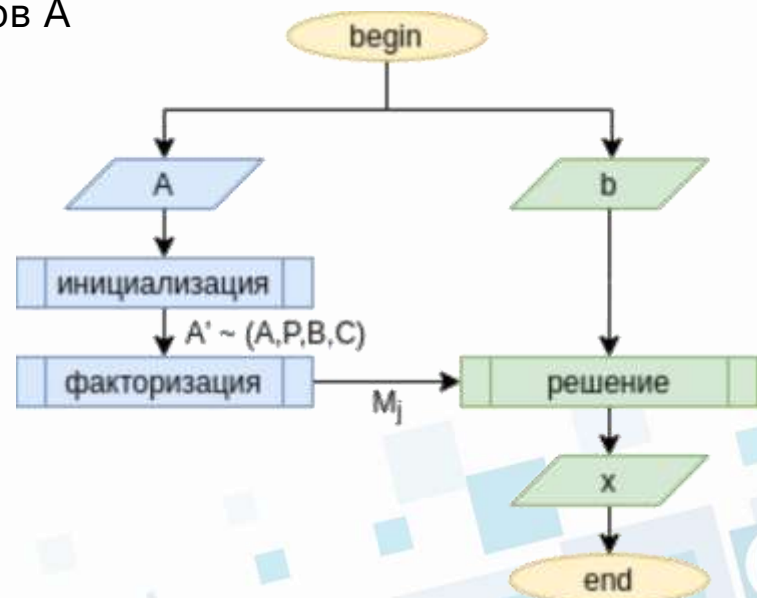 ов А
begin
A
b
инициализация
A' ~ (A,P,B,C)
факторизация
Mj
решение
x
end